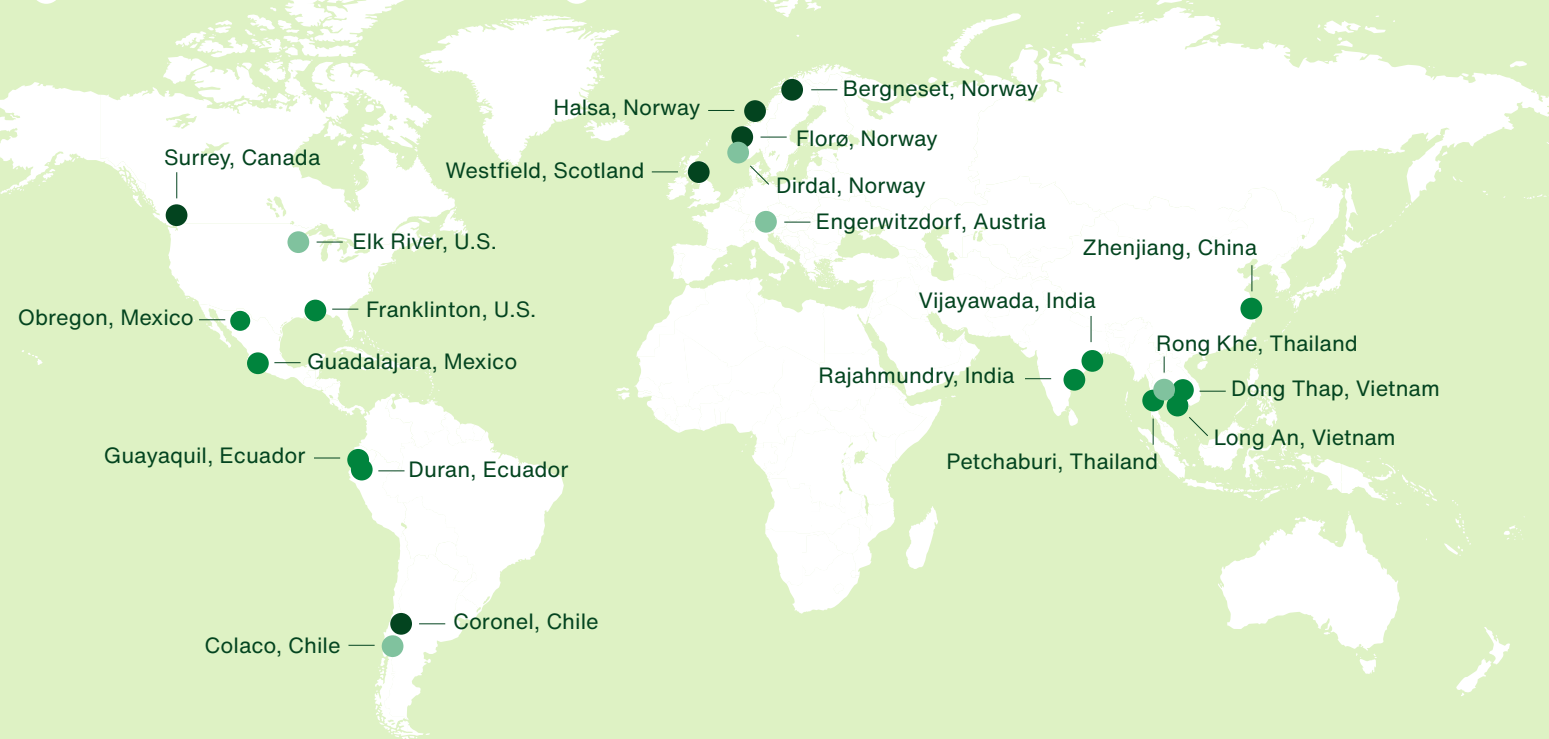 Bergneset, Norway
Halsa, Norway
Florø, Norway
Surrey, Canada
Westfield, Scotland
Dirdal, Norway
Engerwitzdorf, Austria
Elk River, U.S.
Zhenjiang, China
Vijayawada, India
Franklinton, U.S.
Obregon, Mexico
Rong Khe, Thailand
Guadalajara, Mexico
Rajahmundry, India
Dong Thap, Vietnam
Long An, Vietnam
Guayaquil, Ecuador
Petchaburi, Thailand
Duran, Ecuador
Coronel, Chile
Colaco, Chile